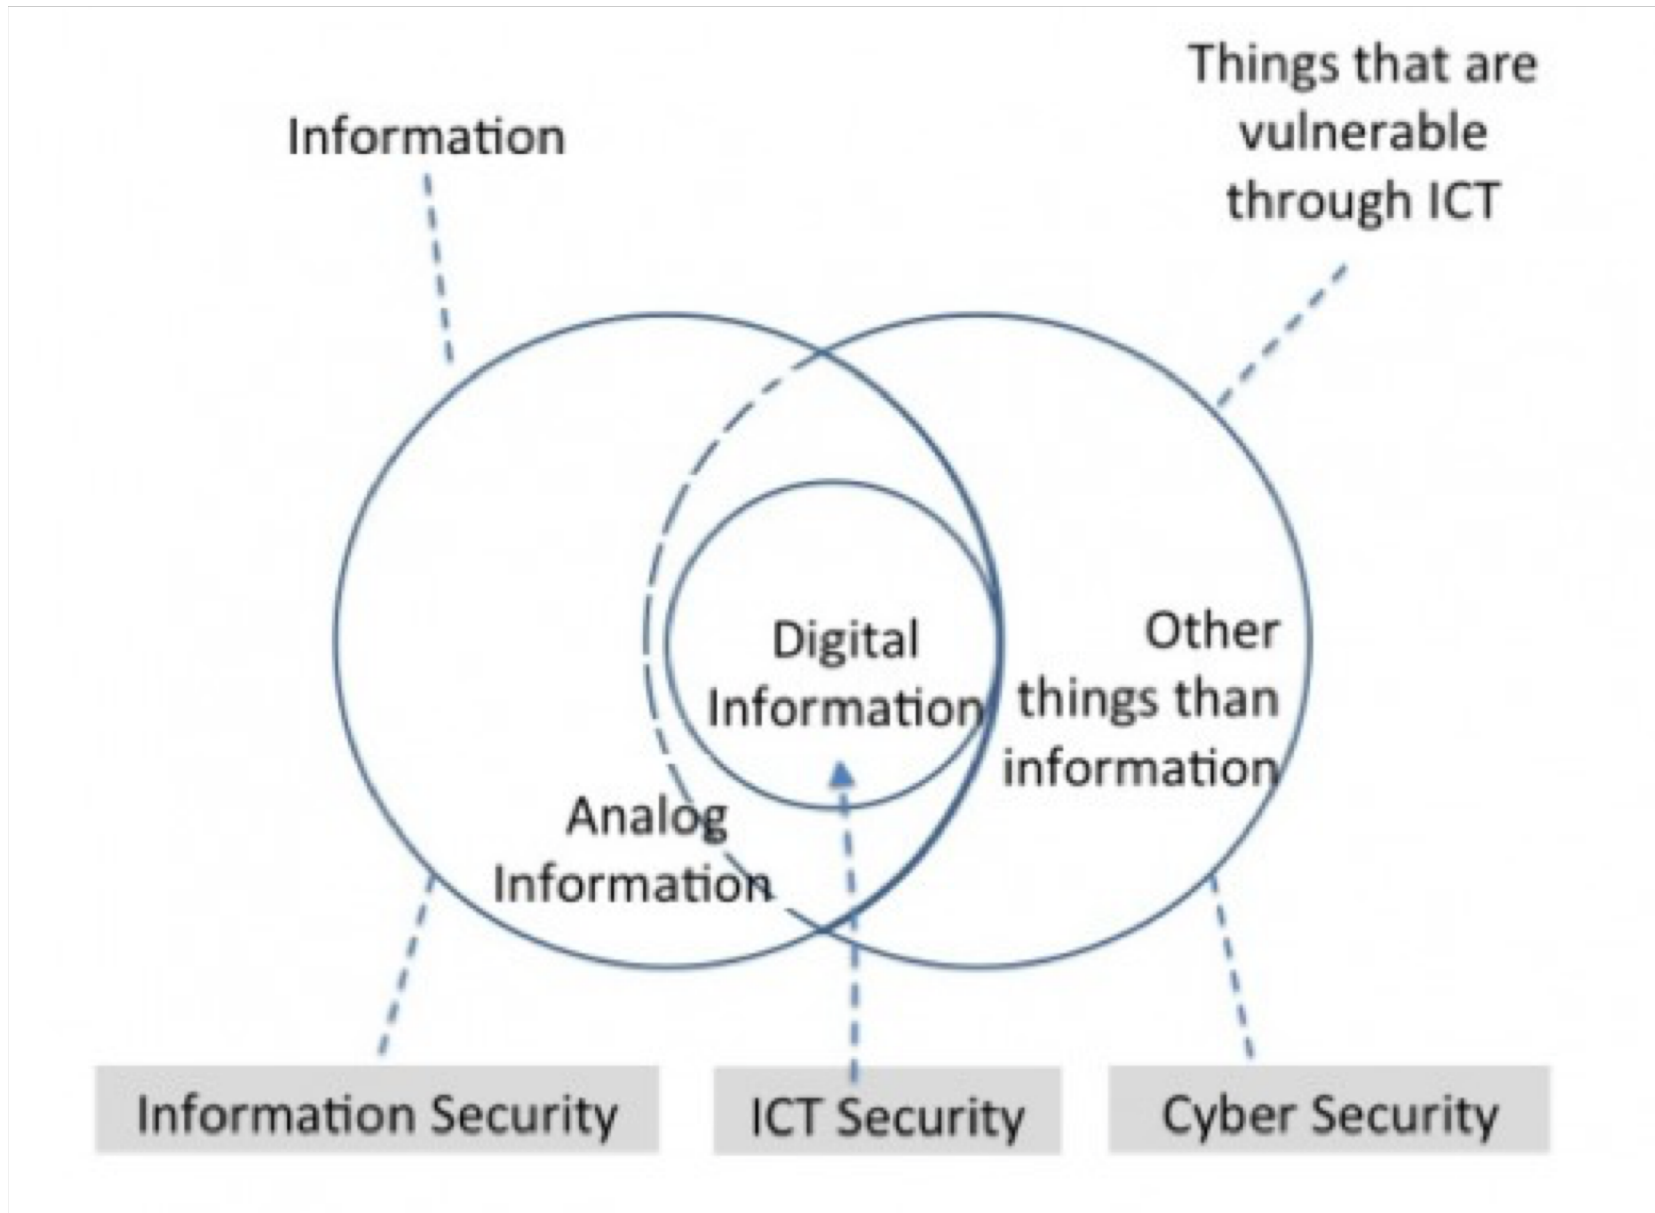 Information
Things that are
vulnerable
through ICT
Digital
Information
Other
things than
information
Analog
Information
Information Security
ICT Security
Cyber Security